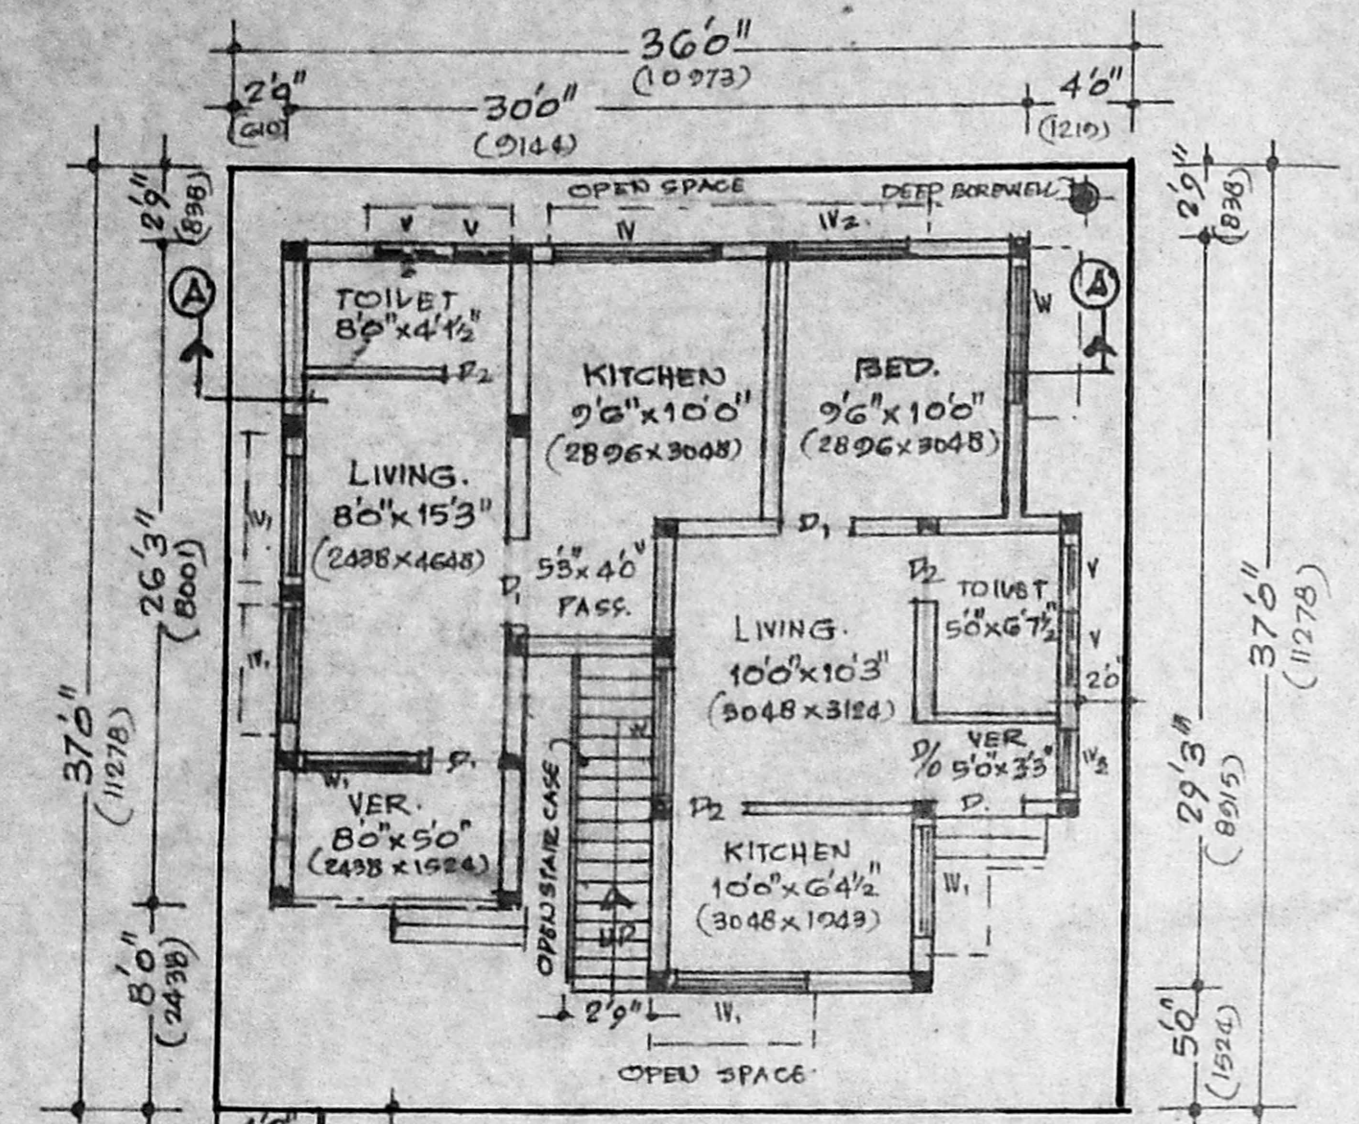 36'0"
(10973)
2'0"
(610)
30'0"
(9144)
4'0"
(1219)
OPEN SPACE
DEEP BOREWELL
2'9"
(838)
2'9"
(838)
V
V
W
W2
A
A
TOILET
8'0"x4'1½"
D2
W
KITCHEN
9'6"x10'0"
(2896x3048)
BED.
9'6"x10'0"
(2896x3048)
LIVING.
8'0"x15'3"
(2438x4648)
W1
W1
26'3"
(8001)
37'0"
(11278)
5'3"x4'0"
PASS.
D1
D1
D2
TOILET
5'0"x6'7½"
V
V
2'0"
LIVING.
10'0"x10'3"
(3048x3124)
37'0"
(11278)
29'3"
(8915)
W1
D1
VER.
8'0"x5'0"
(2438x1524)
OPEN STAIR CASE
UP
D/O
VER
5'0"x3'3"
W2
D2
D.
KITCHEN
10'0"x6'4½"
(3048x1943)
W1
8'0"
(2438)
2'9"
W1
5'0"
(1524)
OPEN SPACE